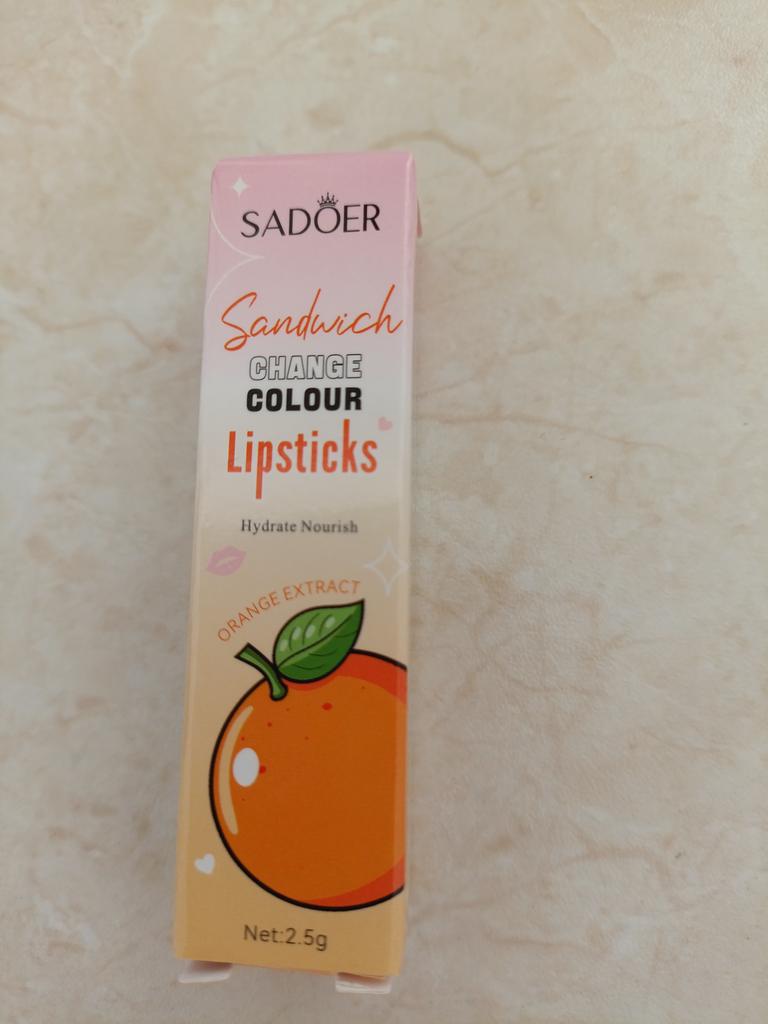 SADOER
Sandwich
CHANGE
COLOUR
Lipsticks
Hydrate Nourish
ORANGE EXTRACT
Net:2.5g